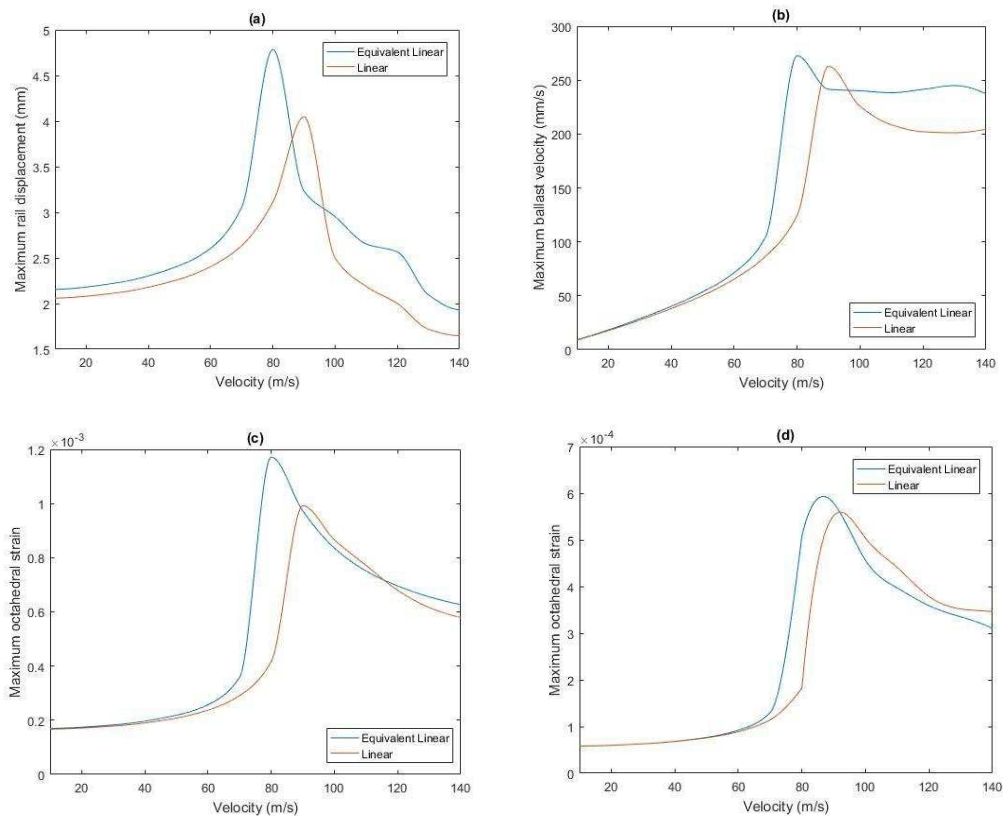 (a)
Maximum rail displacement (mm)
5
4.5
4
3.5
3
2.5
2
1.5
Equivalent Linear
Linear
20 40 60 80 100 120 140
Velocity (m/s)
(b)
Maximum ballast velocity (mm/s)
300
250
200
150
100
50
0
Equivalent Linear
Linear
20 40 60 80 100 120 140
Velocity (m/s)
(c)
×10⁻³
Maximum octahedral strain
1.2
1
0.8
0.6
0.4
0.2
0
Equivalent Linear
Linear
20 40 60 80 100 120 140
Velocity (m/s)
(d)
×10⁻⁴
Maximum octahedral strain
7
6
5
4
3
2
1
0
Equivalent Linear
Linear
20 40 60 80 100 120 140
Velocity (m/s)